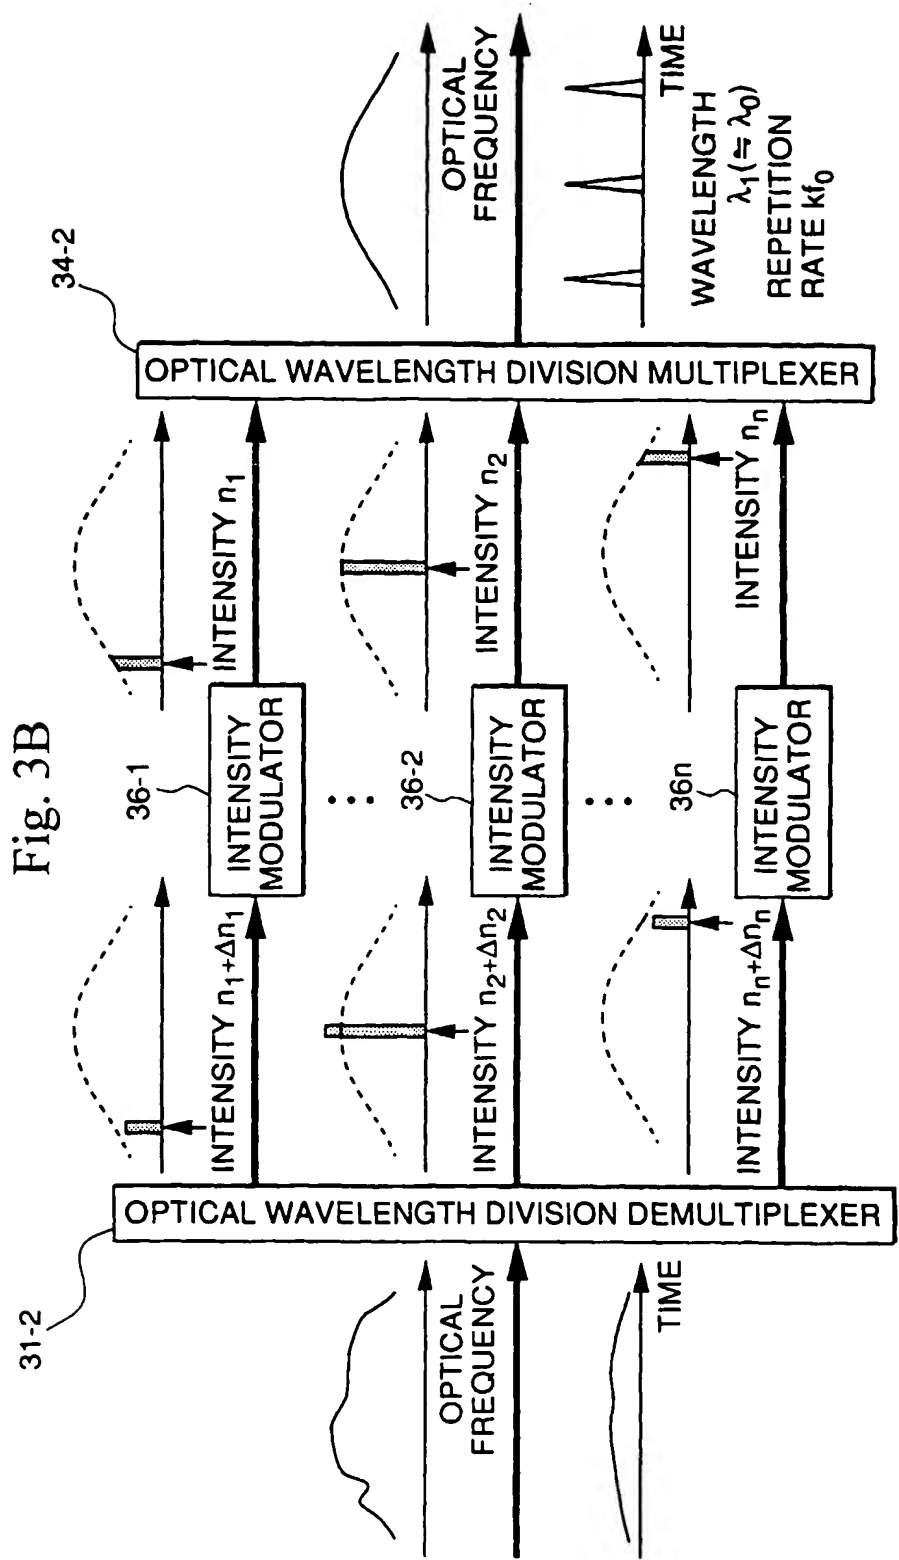 Fig. 3B
31-2
OPTICAL
FREQUENCY
TIME
OPTICAL WAVELENGTH DIVISION DEMULTIPLEXER
INTENSITY n1+Δn1
INTENSITY n2+Δn2
INTENSITY nn+Δnn
36-1
INTENSITY
MODULATOR
36-2
INTENSITY
MODULATOR
36n
INTENSITY
MODULATOR
INTENSITY n1
INTENSITY n2
INTENSITY nn
34-2
OPTICAL WAVELENGTH DIVISION MULTIPLEXER
OPTICAL
FREQUENCY
TIME
WAVELENGTH
λ1(≒λ0)
REPETITION
RATE kf0